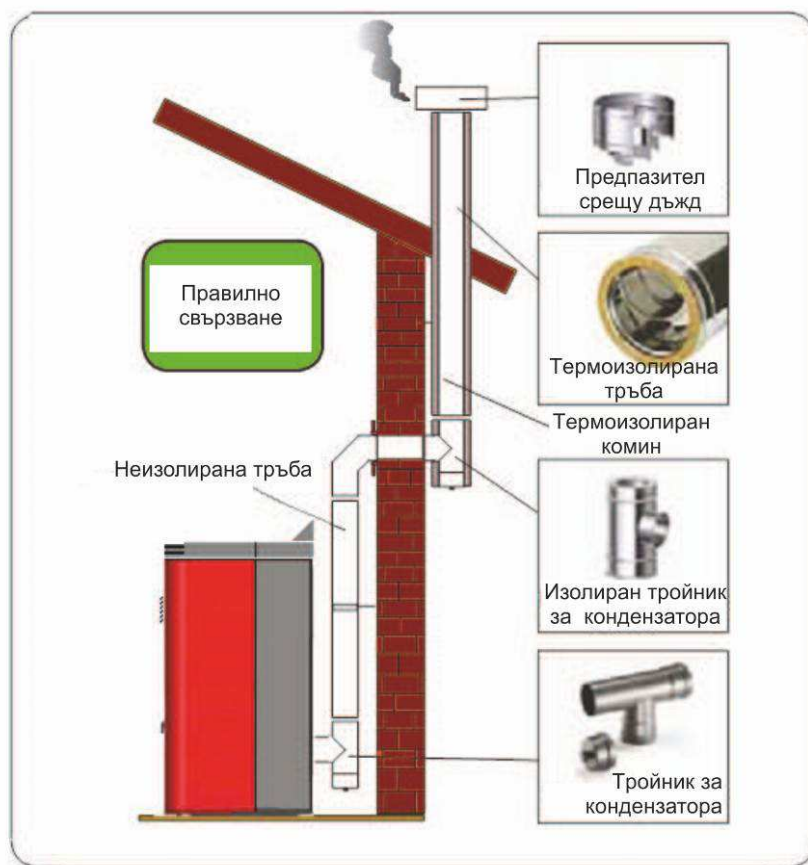 Предпазител
срещу дъжд
Правилно
свързване
Термоизолирана
тръба
Термоизолиран
комин
Неизолирана тръба
Изолиран тройник
за кондензатора
Тройник за
кондензатора